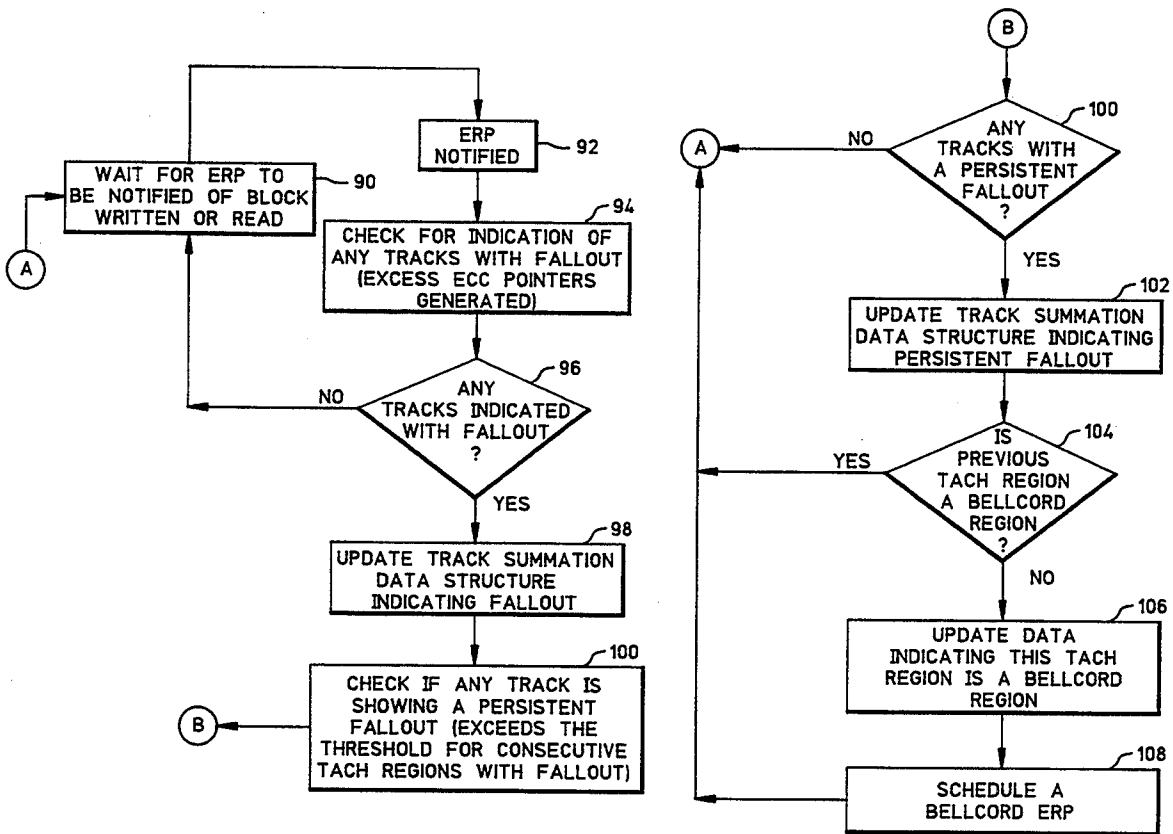 WAIT FOR ERP TO
BE NOTIFIED OF BLOCK
WRITTEN OR READ
90
A
ERP
NOTIFIED
92
94
CHECK FOR INDICATION OF
ANY TRACKS WITH FALLOUT
(EXCESS ECC POINTERS
GENERATED)
96
ANY
TRACKS INDICATED
WITH FALLOUT
?
NO
YES
98
UPDATE TRACK SUMMATION
DATA STRUCTURE
INDICATING FALLOUT
100
CHECK IF ANY TRACK IS
SHOWING A PERSISTENT
FALLOUT (EXCEEDS THE
THRESHOLD FOR CONSECUTIVE
TACH REGIONS WITH FALLOUT)
B
B
100
ANY
TRACKS WITH
A PERSISTENT
FALLOUT
?
NO
A
YES
102
UPDATE TRACK SUMMATION
DATA STRUCTURE INDICATING
PERSISTENT FALLOUT
104
IS
PREVIOUS
TACH REGION
A BELLCORD
REGION
?
YES
NO
106
UPDATE DATA
INDICATING THIS TACH
REGION IS A BELLCORD
REGION
108
SCHEDULE A
BELLCORD ERP